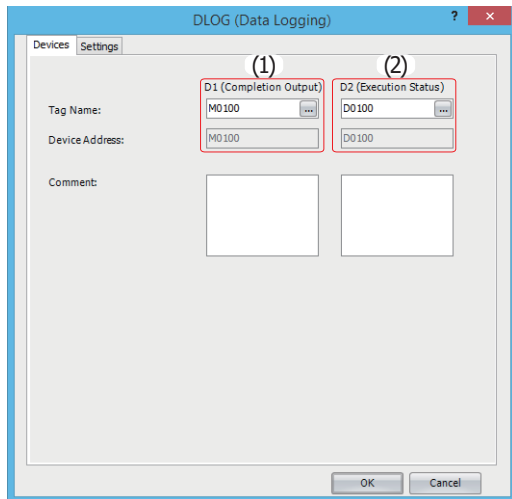 DLOG (Data Logging)
? ×
Devices Settings
(1) (2)
D1 (Completion Output) D2 (Execution Status)
Tag Name: M0100 ... D0100 ...
Device Address: M0100 D0100
Comment:
OK Cancel